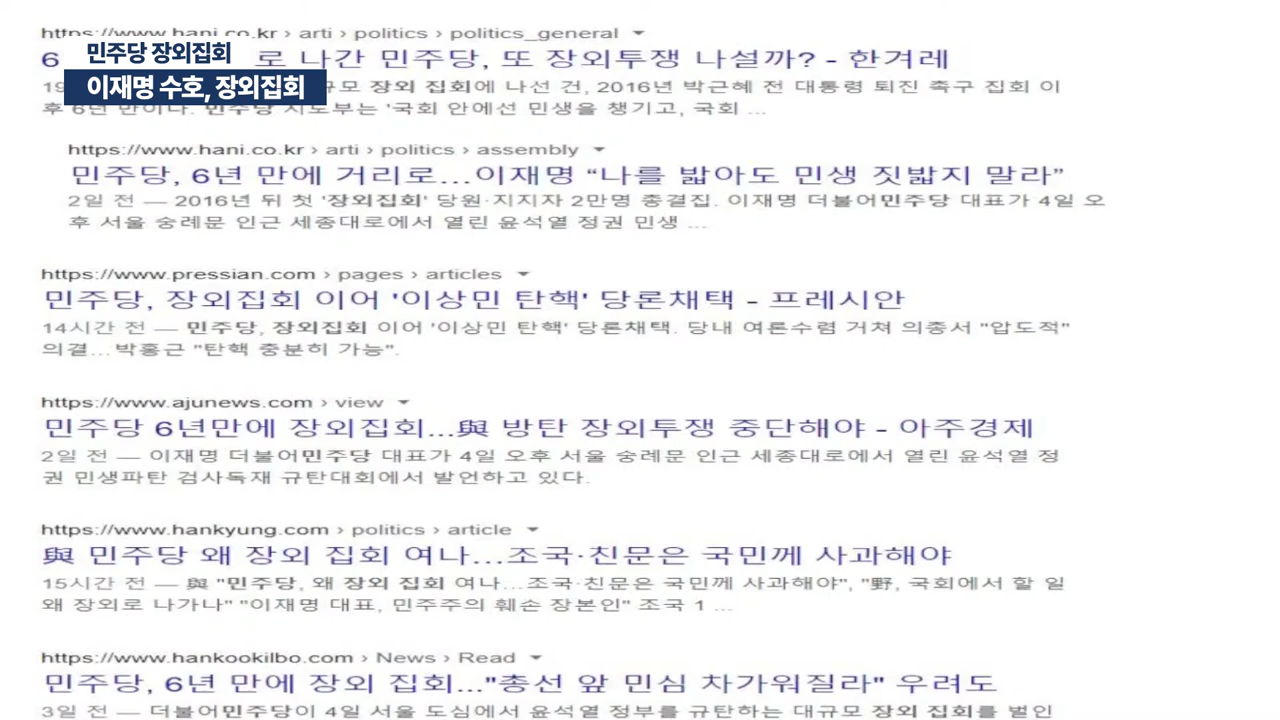 https://www.hani.co.kr › arti › politics › politics_general
민주당 장외집회
6 로 나간 민주당, 또 장외투쟁 나설까? - 한겨레
이재명 수호, 장외집회
19 규모 장외 집회에 나선 건, 2016년 박근혜 전 대통령 퇴진 촉구 집회 이
후 6년 만이다. 민주당 지도부는 '국회 안에선 민생을 챙기고, 국회 ...
https://www.hani.co.kr › arti › politics › assembly
민주당, 6년 만에 거리로...이재명 “나를 밟아도 민생 짓밟지 말라”
2일 전 — 2016년 뒤 첫 '장외집회' 당원·지지자 2만명 총결집. 이재명 더불어민주당 대표가 4일 오
후 서울 숭례문 인근 세종대로에서 열린 윤석열 정권 민생 ...
https://www.pressian.com › pages › articles
민주당, 장외집회 이어 '이상민 탄핵' 당론채택 - 프레시안
14시간 전 — 민주당, 장외집회 이어 '이상민 탄핵' 당론채택. 당내 여론수렴 거쳐 의총서 "압도적"
의결...박홍근 "탄핵 충분히 가능".
https://www.ajunews.com › view
민주당 6년만에 장외집회...與 방탄 장외투쟁 중단해야 - 아주경제
2일 전 — 이재명 더불어민주당 대표가 4일 오후 서울 숭례문 인근 세종대로에서 열린 윤석열 정
권 민생파탄 검사독재 규탄대회에서 발언하고 있다.
https://www.hankyung.com › politics › article
與 민주당 왜 장외 집회 여나...조국·친문은 국민께 사과해야
15시간 전 — 與 "민주당, 왜 장외 집회 여나...조국·친문은 국민께 사과해야", "野, 국회에서 할 일
왜 장외로 나가나" "이재명 대표, 민주주의 훼손 장본인" 조국 1 ...
https://www.hankookilbo.com › News › Read
민주당, 6년 만에 장외 집회..."총선 앞 민심 차가워질라" 우려도
3일 전 — 더불어민주당이 4일 서울 도심에서 윤석열 정부를 규탄하는 대규모 장외 집회를 벌인